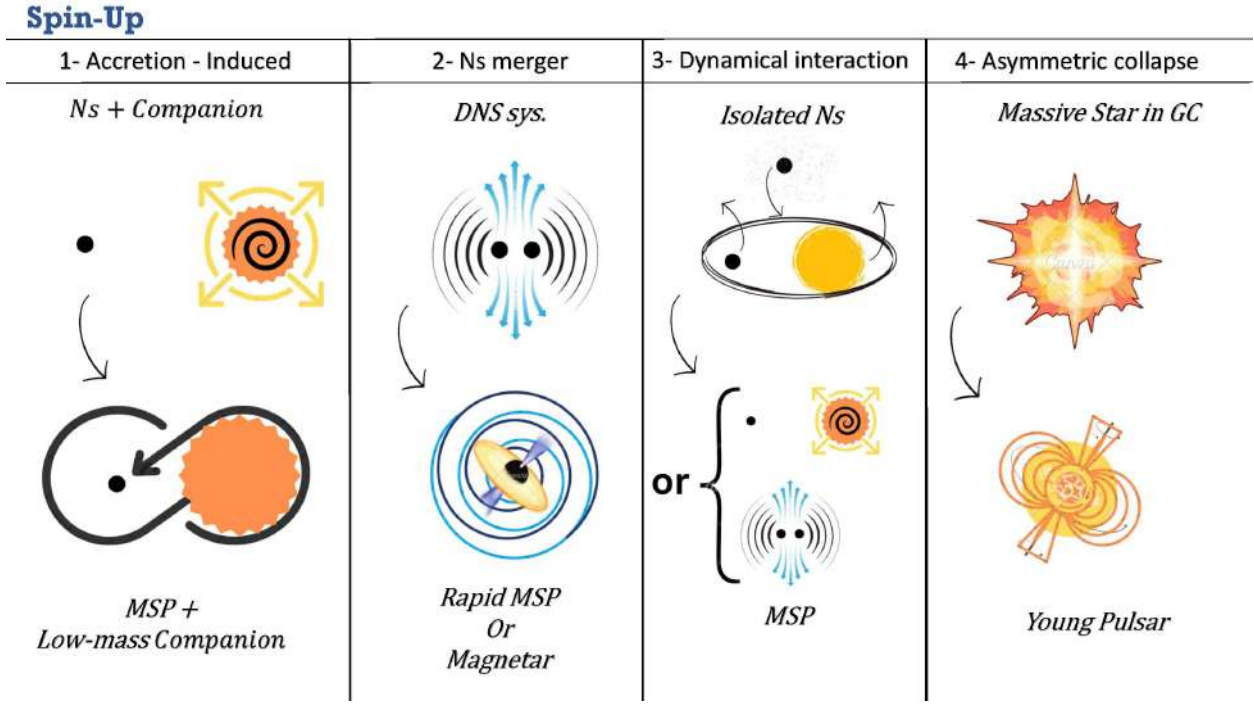 Spin-Up
1- Accretion - Induced
2- Ns merger
3- Dynamical interaction
4- Asymmetric collapse
Ns + Companion
DNS sys.
Isolated Ns
Massive Star in GC
or
MSP +
Low-mass Companion
Rapid MSP
Or
Magnetar
MSP
Young Pulsar